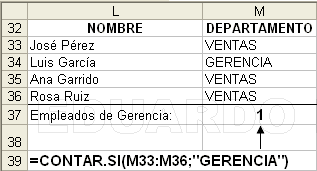 L M
32 NOMBRE DEPARTAMENTO
33 José Pérez VENTAS
34 Luis García GERENCIA
35 Ana Garrido VENTAS
36 Rosa Ruiz VENTAS
37 Empleados de Gerencia: 1
38
39 =CONTAR.SI(M33:M36;"GERENCIA")
EDUARDO